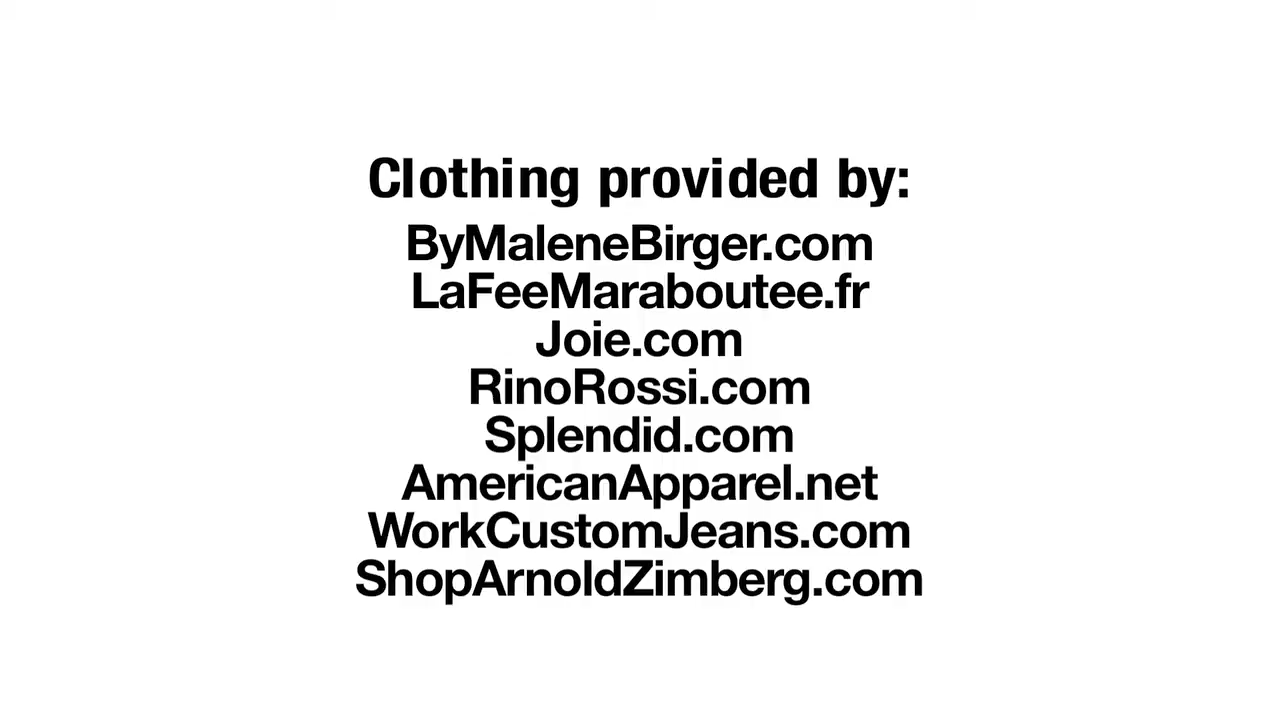 Clothing provided by:
ByMaleneBirger.com
LaFeeMaraboutee.fr
Joie.com
RinoRossi.com
Splendid.com
AmericanApparel.net
WorkCustomJeans.com
ShopArnoldZimberg.com